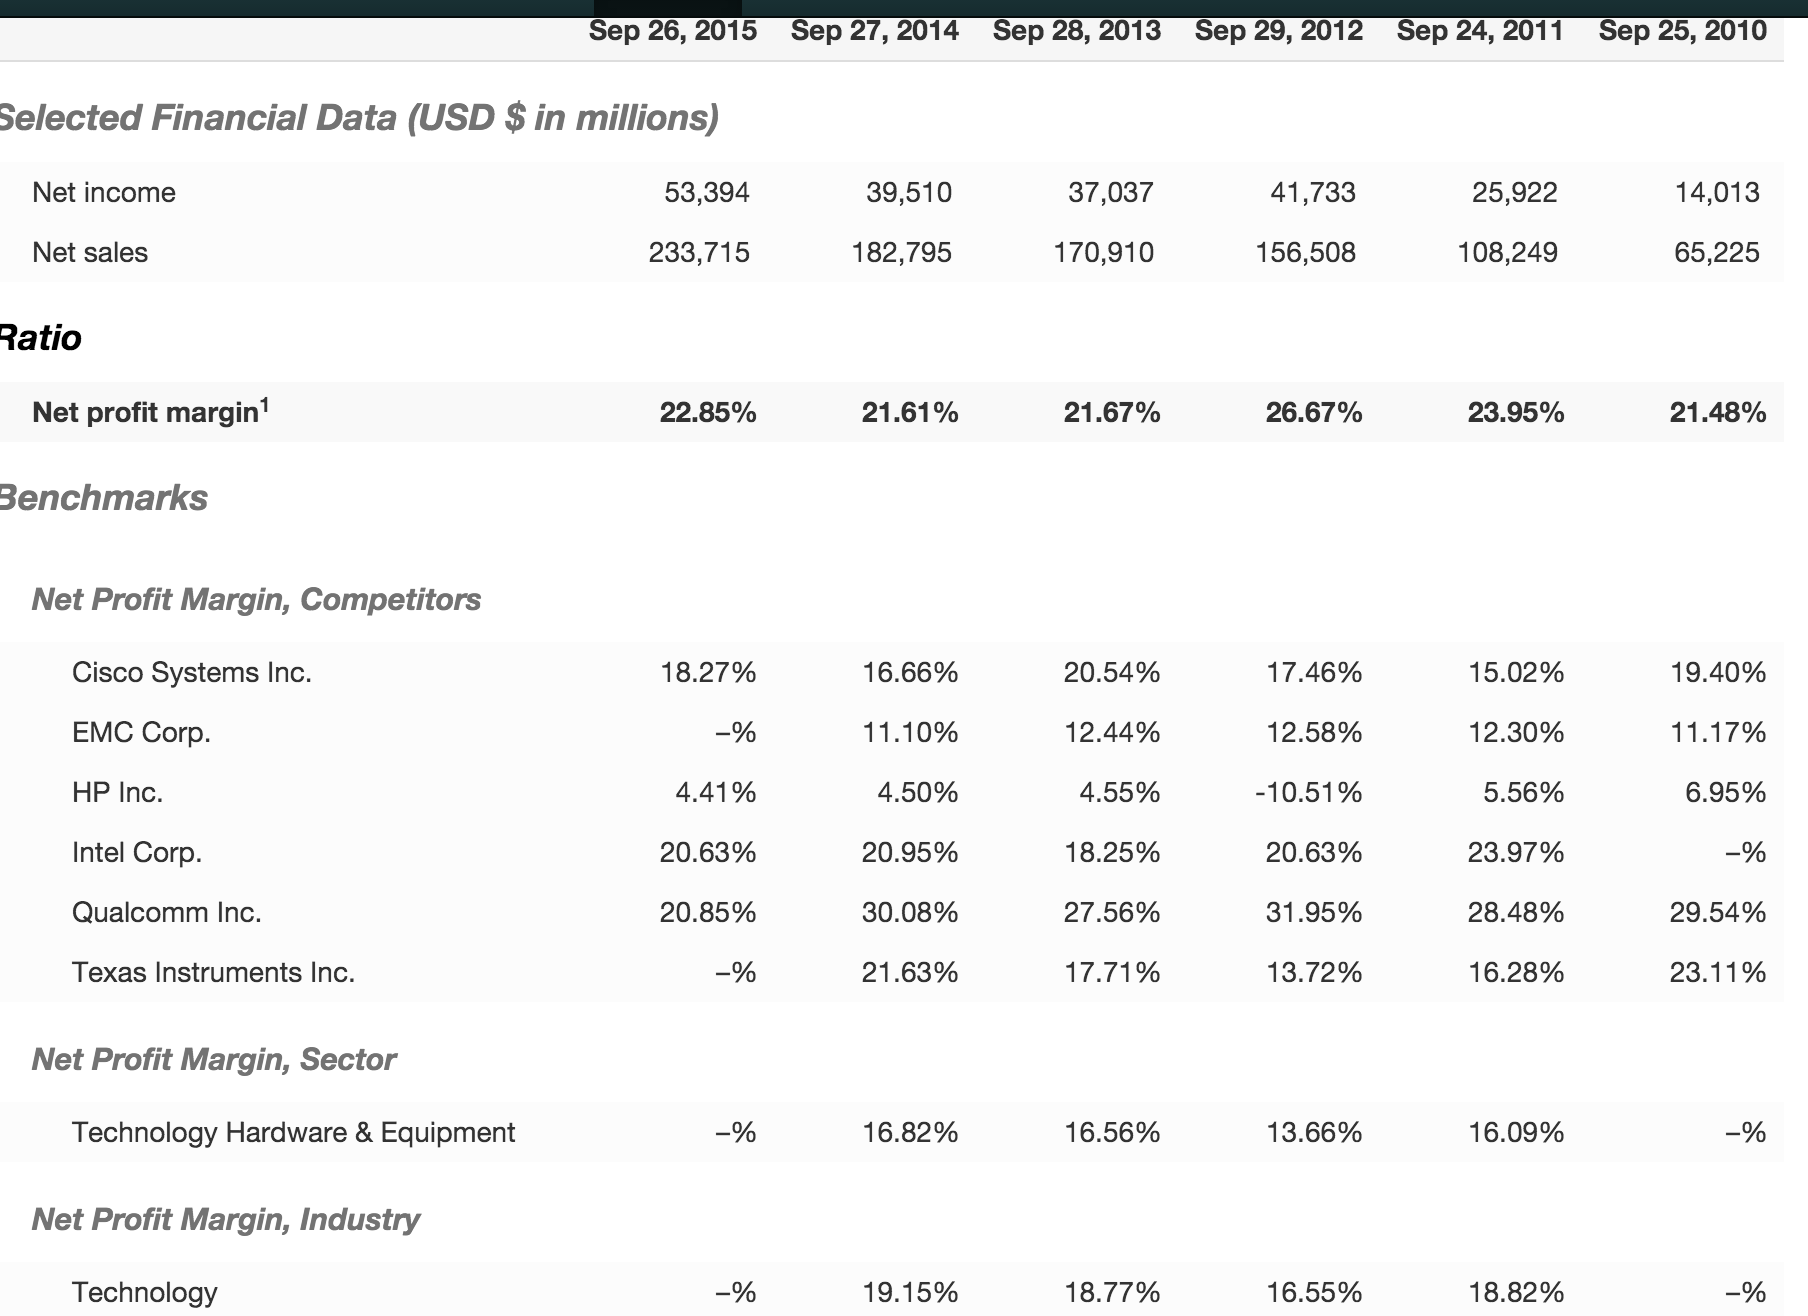 Sep 26, 2015 Sep 27, 2014 Sep 28, 2013 Sep 29, 2012 Sep 24, 2011 Sep 25, 2010
Selected Financial Data (USD $ in millions)
Net income 53,394 39,510 37,037 41,733 25,922 14,013
Net sales 233,715 182,795 170,910 156,508 108,249 65,225
Ratio
Net profit margin1 22.85% 21.61% 21.67% 26.67% 23.95% 21.48%
Benchmarks
Net Profit Margin, Competitors
Cisco Systems Inc. 18.27% 16.66% 20.54% 17.46% 15.02% 19.40%
EMC Corp. –% 11.10% 12.44% 12.58% 12.30% 11.17%
HP Inc. 4.41% 4.50% 4.55% -10.51% 5.56% 6.95%
Intel Corp. 20.63% 20.95% 18.25% 20.63% 23.97% –%
Qualcomm Inc. 20.85% 30.08% 27.56% 31.95% 28.48% 29.54%
Texas Instruments Inc. –% 21.63% 17.71% 13.72% 16.28% 23.11%
Net Profit Margin, Sector
Technology Hardware & Equipment –% 16.82% 16.56% 13.66% 16.09% –%
Net Profit Margin, Industry
Technology –% 19.15% 18.77% 16.55% 18.82% –%